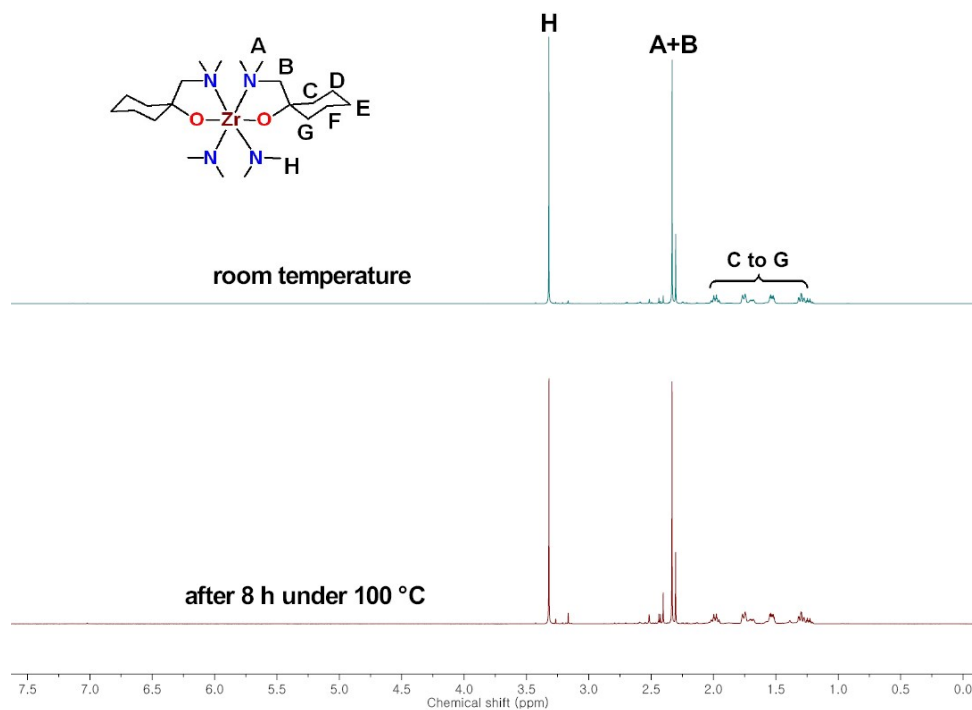 H
A+B
A
N
N
B
C
D
E
O
Zr
O
G
F
N
N
H
room temperature
C to G
after 8 h under 100 °C
7.5 7.0 6.5 6.0 5.5 5.0 4.5 4.0 3.5 3.0 2.5 2.0 1.5 1.0 0.5 0.0
Chemical shift (ppm)